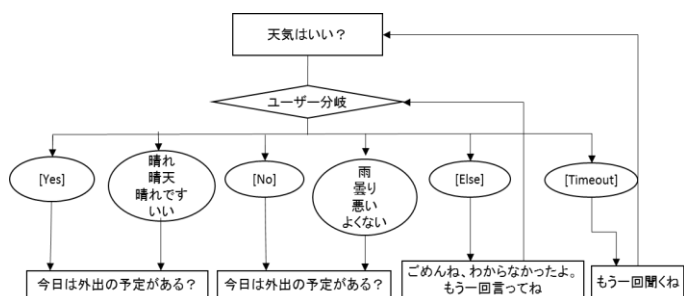 天気はいい？
ユーザー分岐
[Yes]
晴れ
晴天
晴れです
いい
[No]
雨
曇り
悪い
よくない
[Else]
[Timeout]
今日は外出の予定がある？
今日は外出の予定がある？
ごめんね、わからなかったよ。
もう一回言ってね
もう一回聞くね